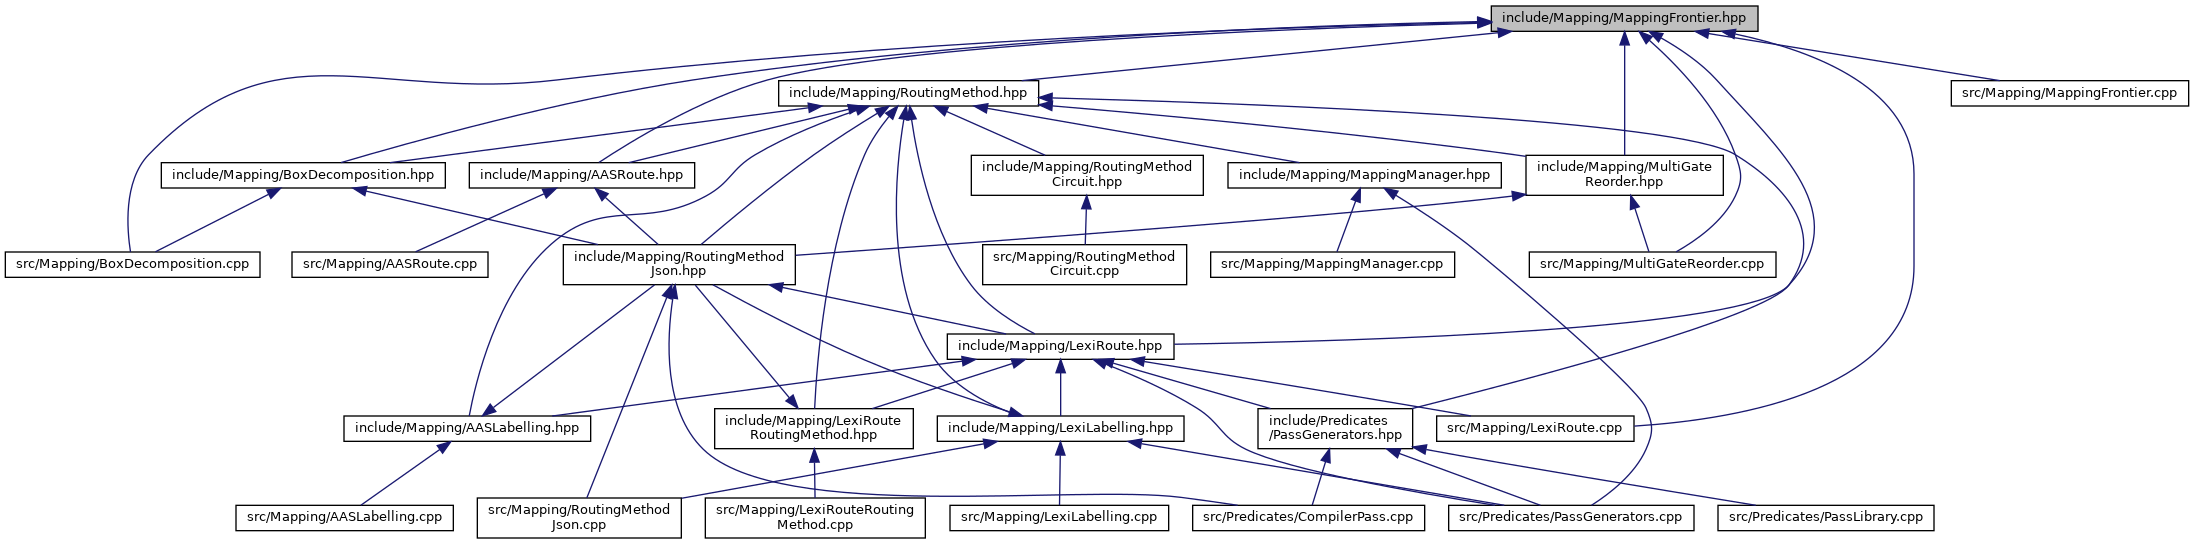 include/Mapping/MappingFrontier.hpp
include/Mapping/RoutingMethod.hpp
src/Mapping/MappingFrontier.cpp
include/Mapping/BoxDecomposition.hpp
include/Mapping/AASRoute.hpp
include/Mapping/RoutingMethod
Circuit.hpp
include/Mapping/MappingManager.hpp
include/Mapping/MultiGate
Reorder.hpp
src/Mapping/BoxDecomposition.cpp
src/Mapping/AASRoute.cpp
include/Mapping/RoutingMethod
Json.hpp
src/Mapping/RoutingMethod
Circuit.cpp
src/Mapping/MappingManager.cpp
src/Mapping/MultiGateReorder.cpp
include/Mapping/LexiRoute.hpp
include/Mapping/AASLabelling.hpp
include/Mapping/LexiRoute
RoutingMethod.hpp
include/Mapping/LexiLabelling.hpp
include/Predicates
/PassGenerators.hpp
src/Mapping/LexiRoute.cpp
src/Mapping/AASLabelling.cpp
src/Mapping/RoutingMethod
Json.cpp
src/Mapping/LexiRouteRouting
Method.cpp
src/Mapping/LexiLabelling.cpp
src/Predicates/CompilerPass.cpp
src/Predicates/PassGenerators.cpp
src/Predicates/PassLibrary.cpp